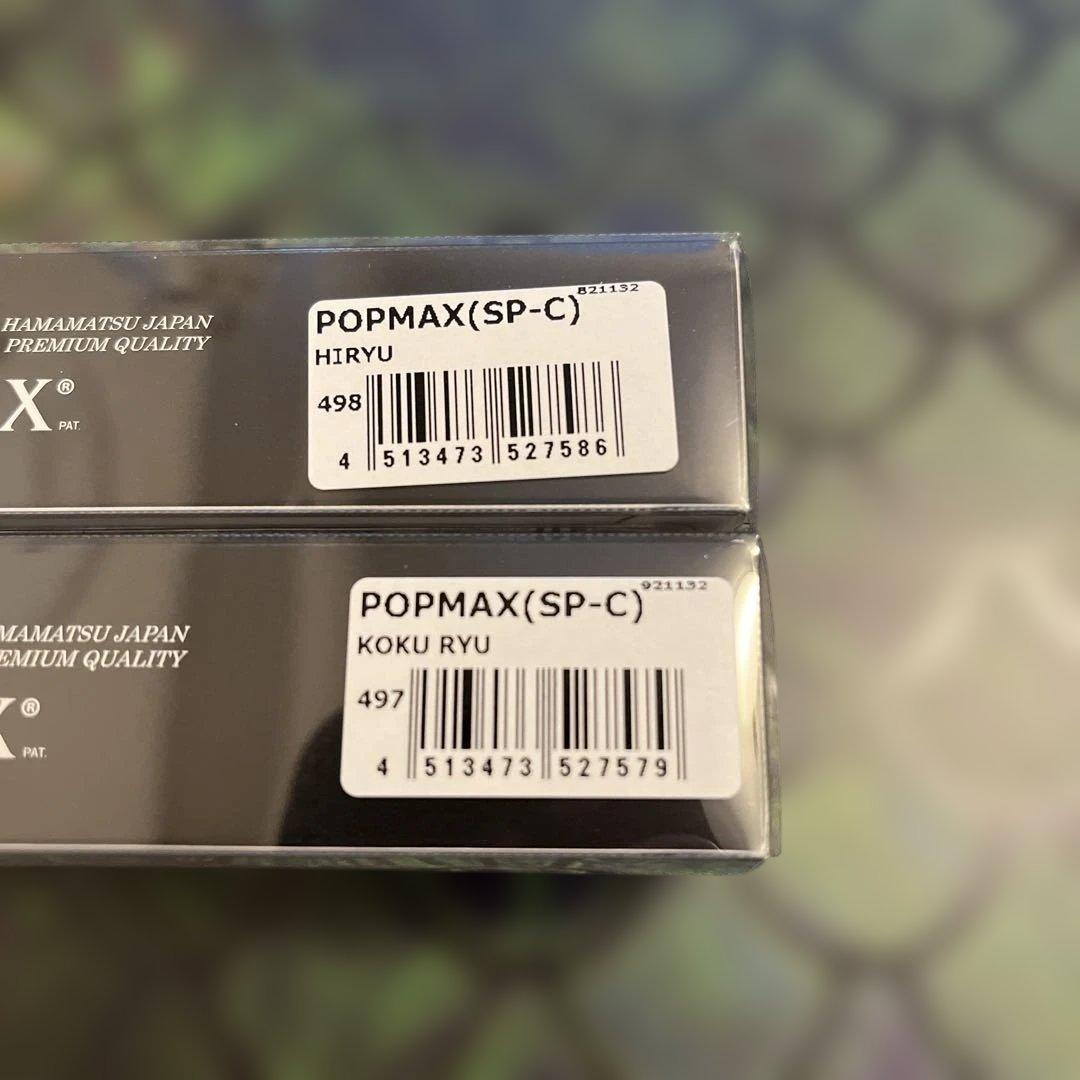 HAMAMATSU JAPAN
PREMIUM QUALITY
X®
PAT.
821132
POPMAX(SP-C)
HIRYU
498
4 513473 527586
MAMATSU JAPAN
EMIUM QUALITY
X®
PAT.
921132
POPMAX(SP-C)
KOKU RYU
497
4 513473 527579